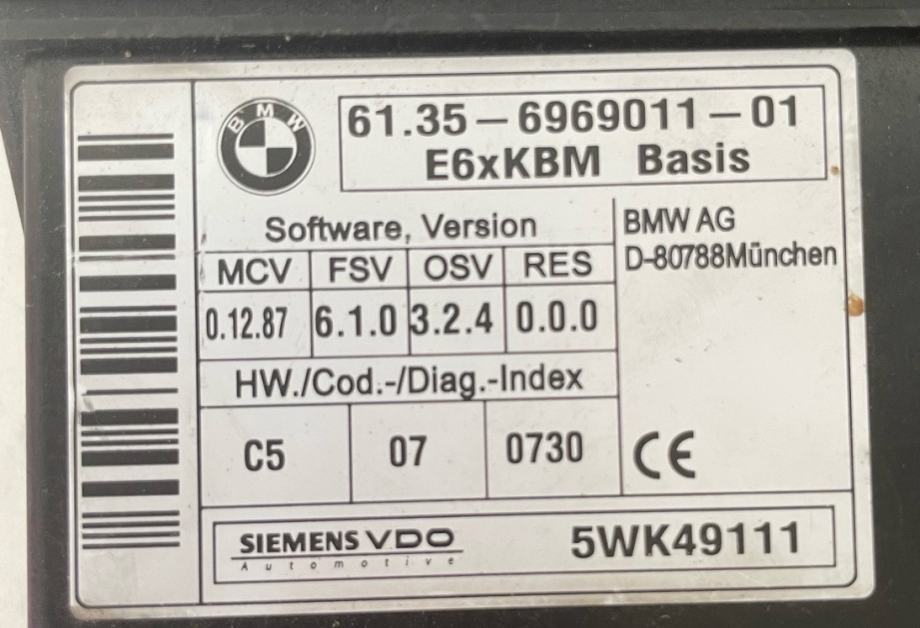 BMW
61.35-6969011-01
E6xKBM Basis
Software, Version
BMW AG
D-80788München
MCV FSV OSV RES
0.12.87 6.1.0 3.2.4 0.0.0
HW./Cod.-/Diag.-Index
C5 07 0730
CE
SIEMENS VDO
Automotive
5WK49111